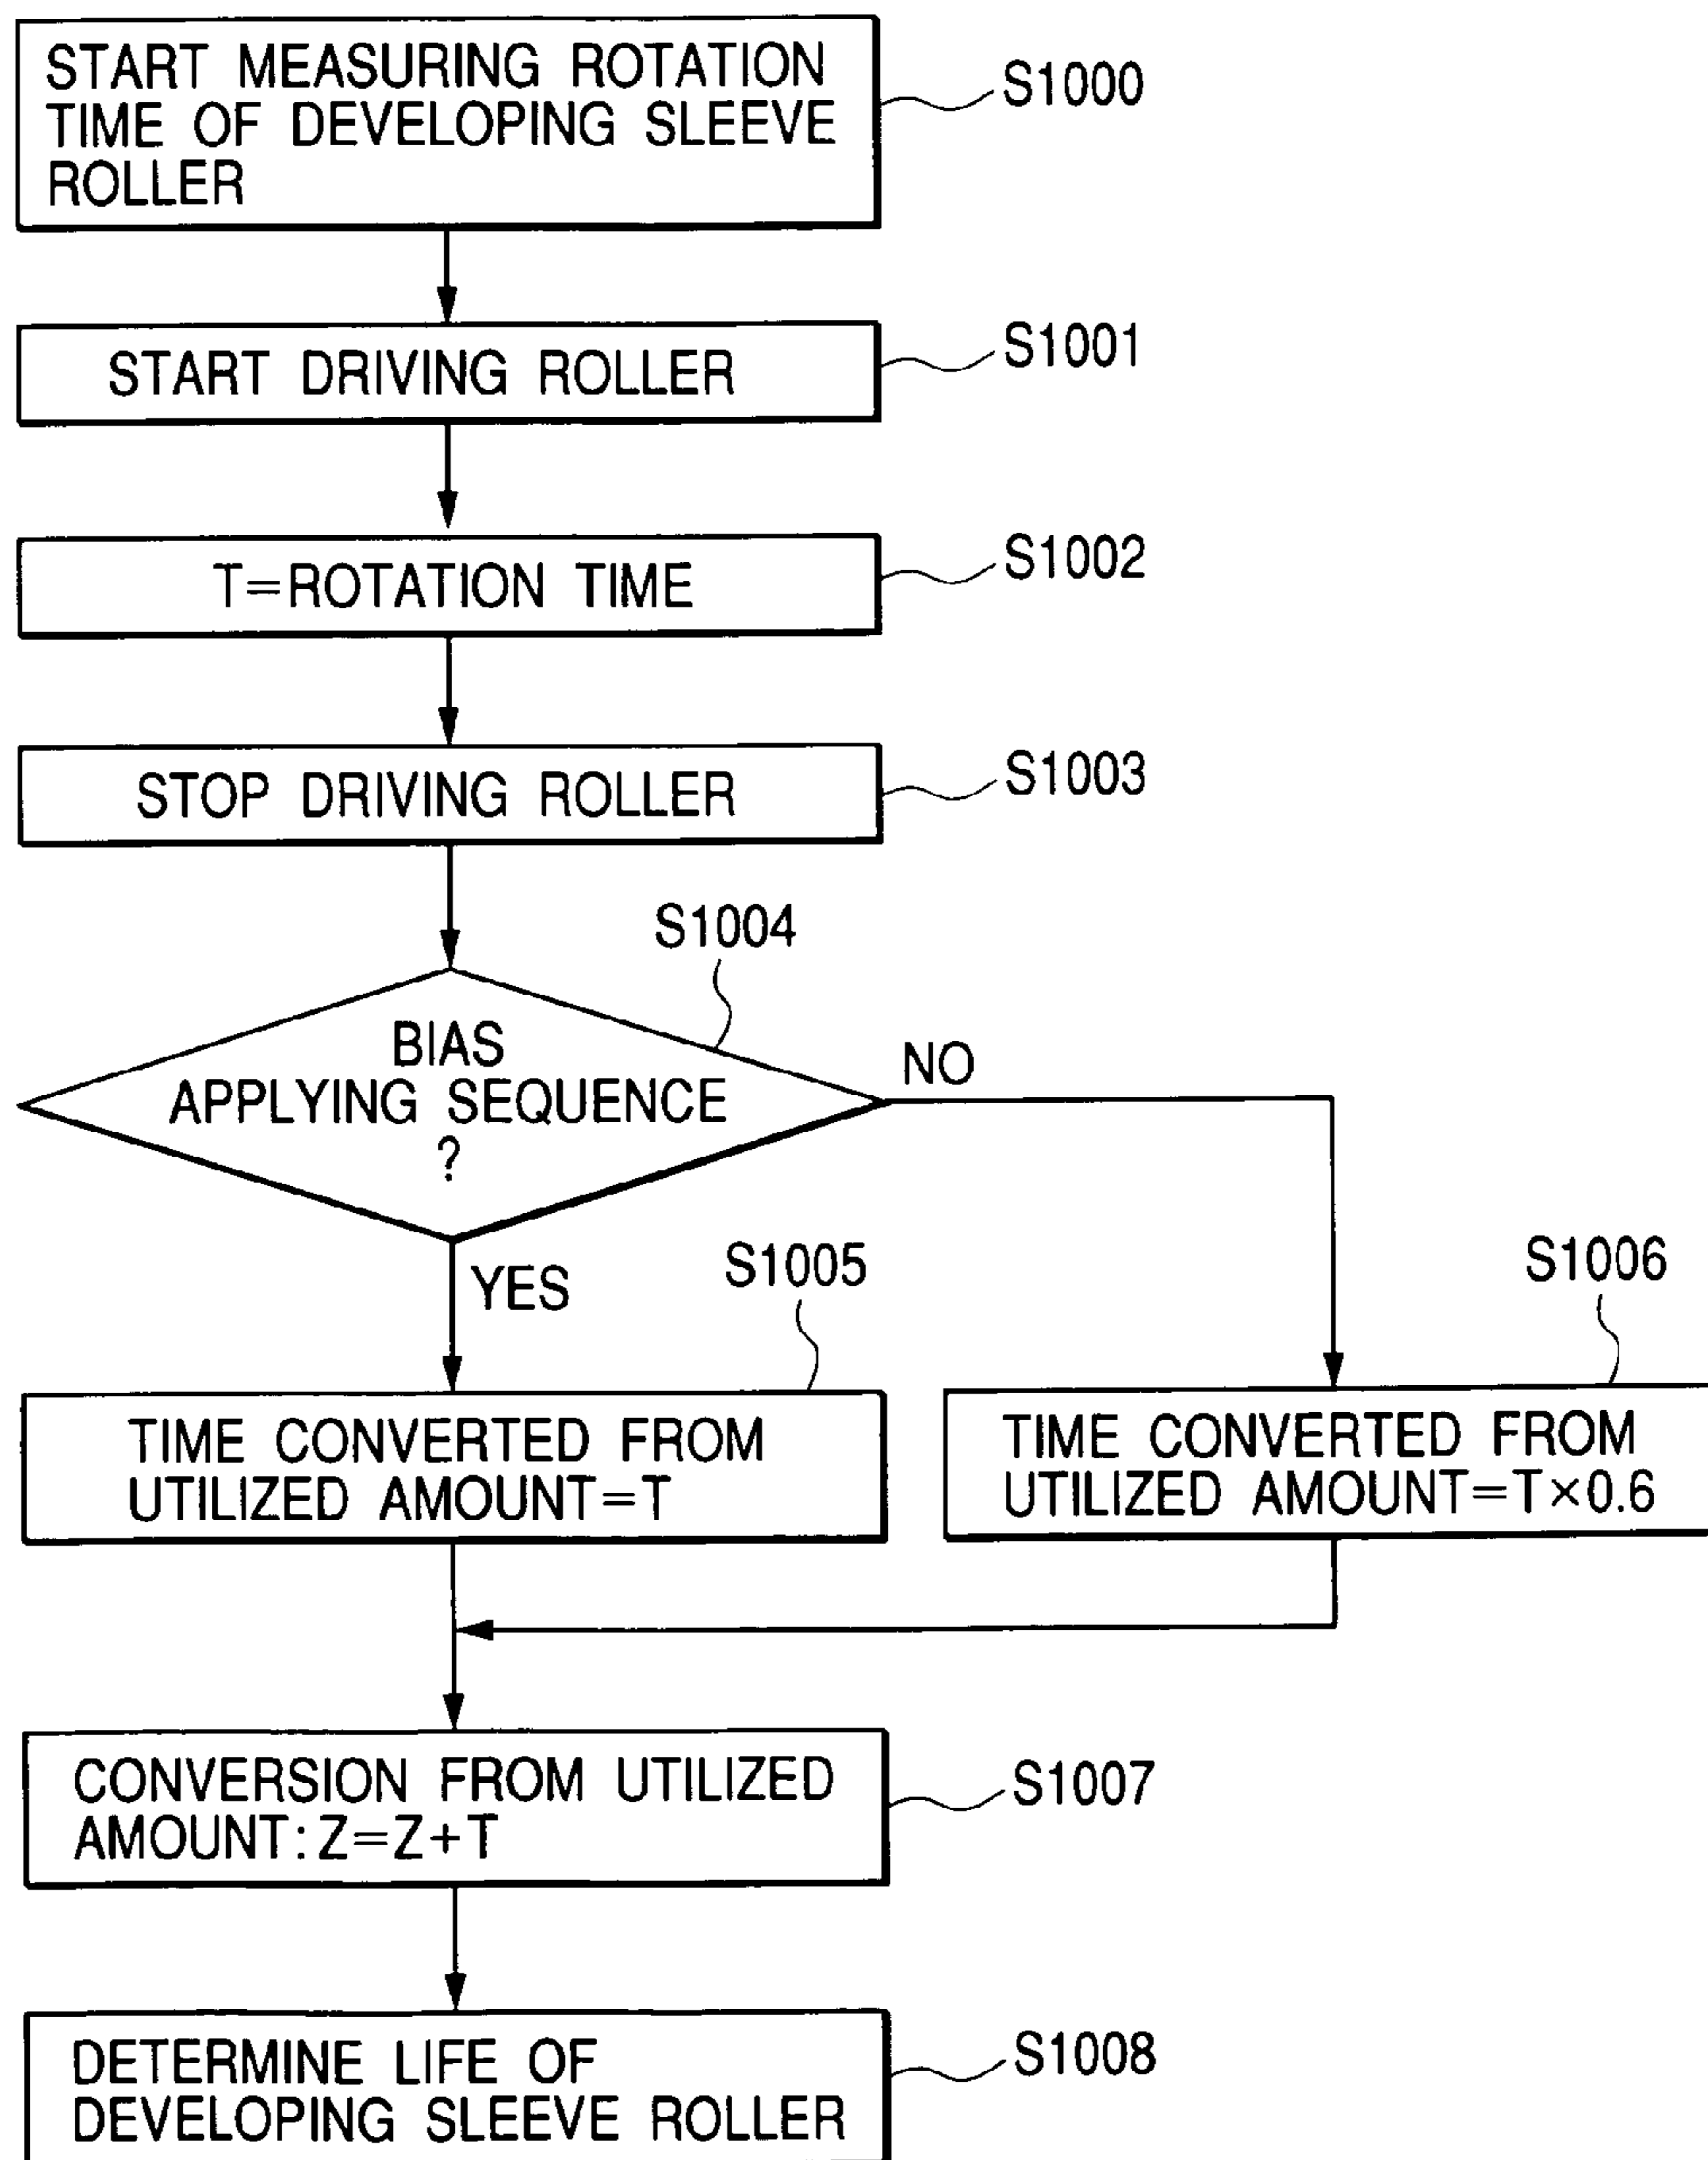 START MEASURING ROTATION
TIME OF DEVELOPING SLEEVE
ROLLER
S1000
START DRIVING ROLLER
S1001
T=ROTATION TIME
S1002
STOP DRIVING ROLLER
S1003
S1004
BIAS
APPLYING SEQUENCE
?
NO
YES
S1005
S1006
TIME CONVERTED FROM
UTILIZED AMOUNT=T
TIME CONVERTED FROM
UTILIZED AMOUNT=T×0.6
CONVERSION FROM UTILIZED
AMOUNT:Z=Z+T
S1007
DETERMINE LIFE OF
DEVELOPING SLEEVE ROLLER
S1008